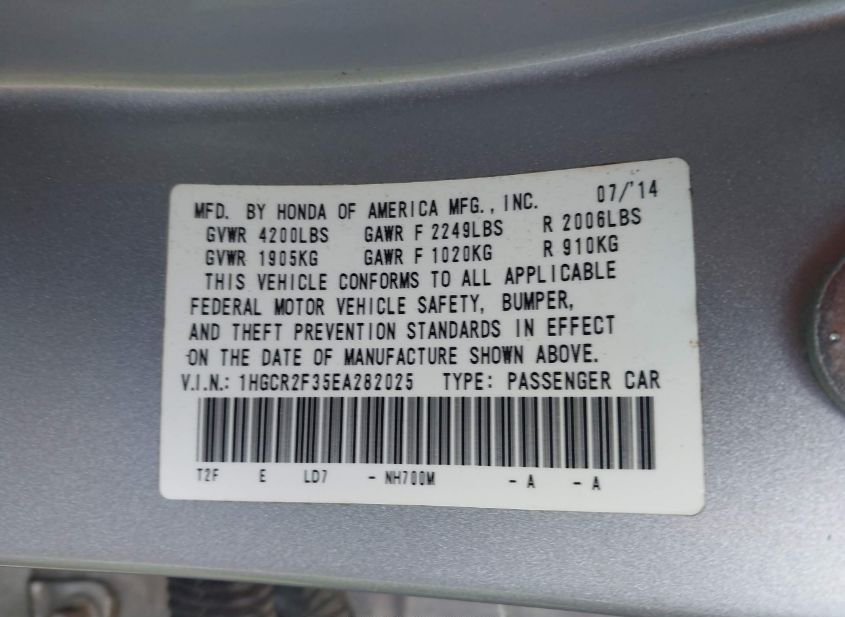 MFD. BY HONDA OF AMERICA MFG., INC. 07/'14
GVWR 4200LBS GAWR F 2249LBS R 2006LBS
GVWR 1905KG GAWR F 1020KG R 910KG
THIS VEHICLE CONFORMS TO ALL APPLICABLE
FEDERAL MOTOR VEHICLE SAFETY, BUMPER,
AND THEFT PREVENTION STANDARDS IN EFFECT
ON THE DATE OF MANUFACTURE SHOWN ABOVE.
V.I.N.: 1HGCR2F35EA282025 TYPE: PASSENGER CAR
T2F E LD7 - NH700M - A - A